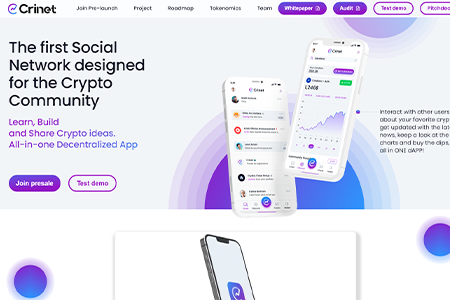 Crinet
Join Pre-launch
Project
Roadmap
Tokenomics
Team
Whitepaper
Audit
Test demo
Pitchdec
The first Social
Network designed
for the Crypto
Community
Learn, Build
and Share Crypto ideas.
All-in-one Decentralized App
Join presale
Test demo
Crinet
Crinet
Interact with other users
about your favorite cryp
get updated with the lat
news, keep a look at the
charts and buy the dips,
all in ONE dAPP!